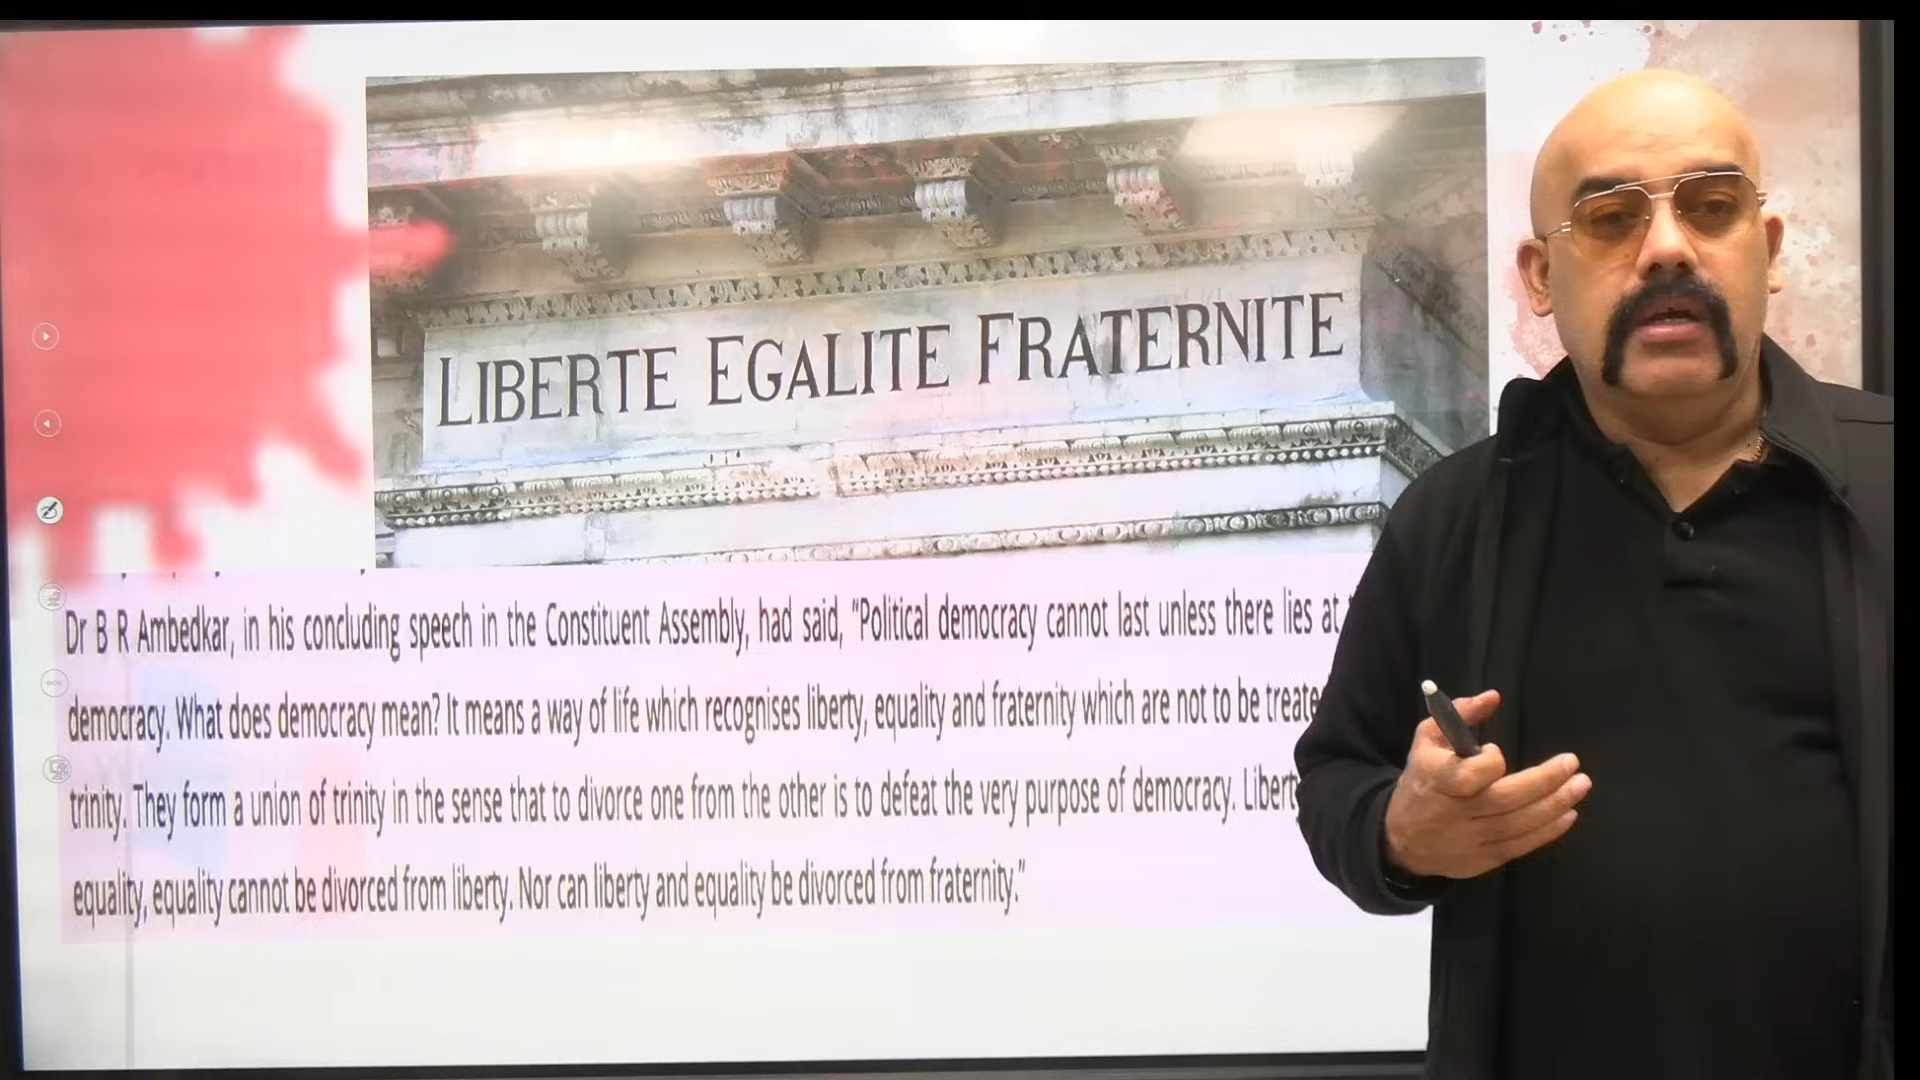 LIBERTE EGALITE FRATERNITE
Dr B R Ambedkar, in his concluding speech in the Constituent Assembly, had said, "Political democracy cannot last unless there lies at
democracy. What does democracy mean? It means a way of life which recognises liberty, equality and fraternity which are not to be
trinity. They form a union of trinity in the sense that to divorce one from the other is to defeat the very purpose of democracy.
equality, equality cannot be divorced from liberty. Nor can liberty and equality be divorced from fraternity."